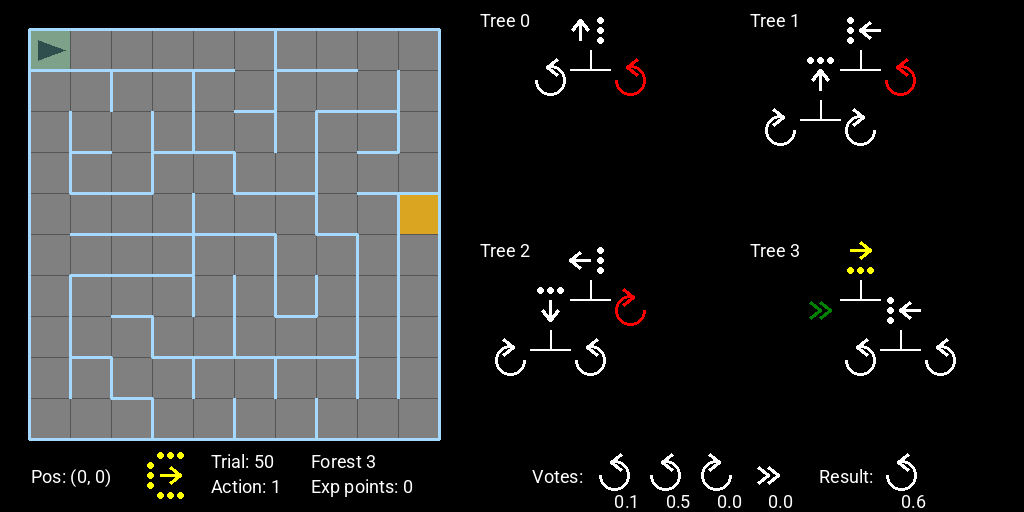 Tree 0
Tree 1
Tree 2
Tree 3
Pos: (0, 0)
Trial: 50
Forest 3
Action: 1
Exp points: 0
Votes:
0.1
0.5
0.0
0.0
Result:
0.6